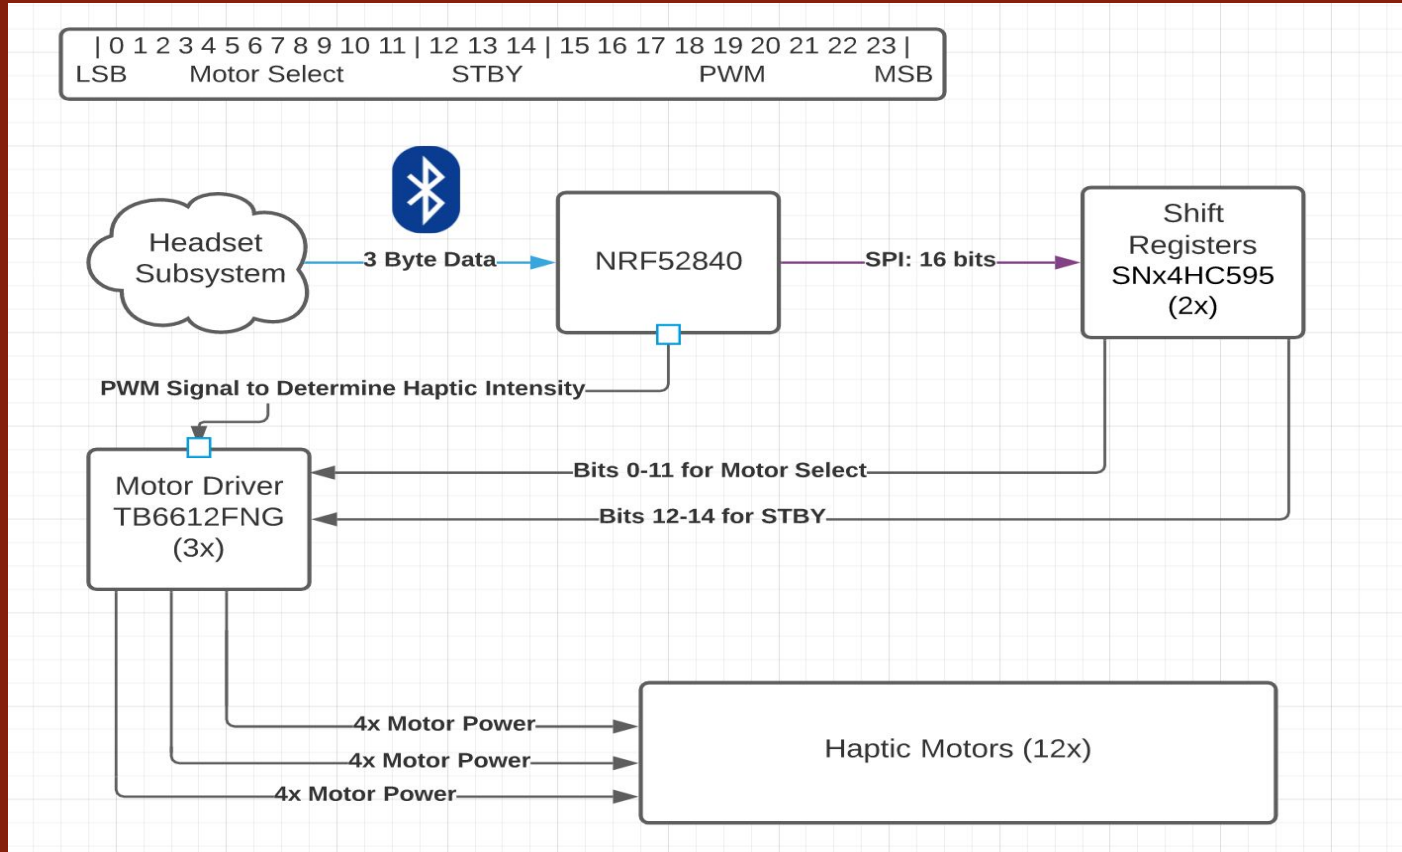 | 0 1 2 3 4 5 6 7 8 9 10 11 | 12 13 14 | 15 16 17 18 19 20 21 22 23 |
LSB Motor Select STBY PWM MSB
Headset
Subsystem
3 Byte Data
NRF52840
SPI: 16 bits
Shift
Registers
SNx4HC595
(2x)
PWM Signal to Determine Haptic Intensity
Motor Driver
TB6612FNG
(3x)
Bits 0-11 for Motor Select
Bits 12-14 for STBY
4x Motor Power
4x Motor Power
4x Motor Power
Haptic Motors (12x)